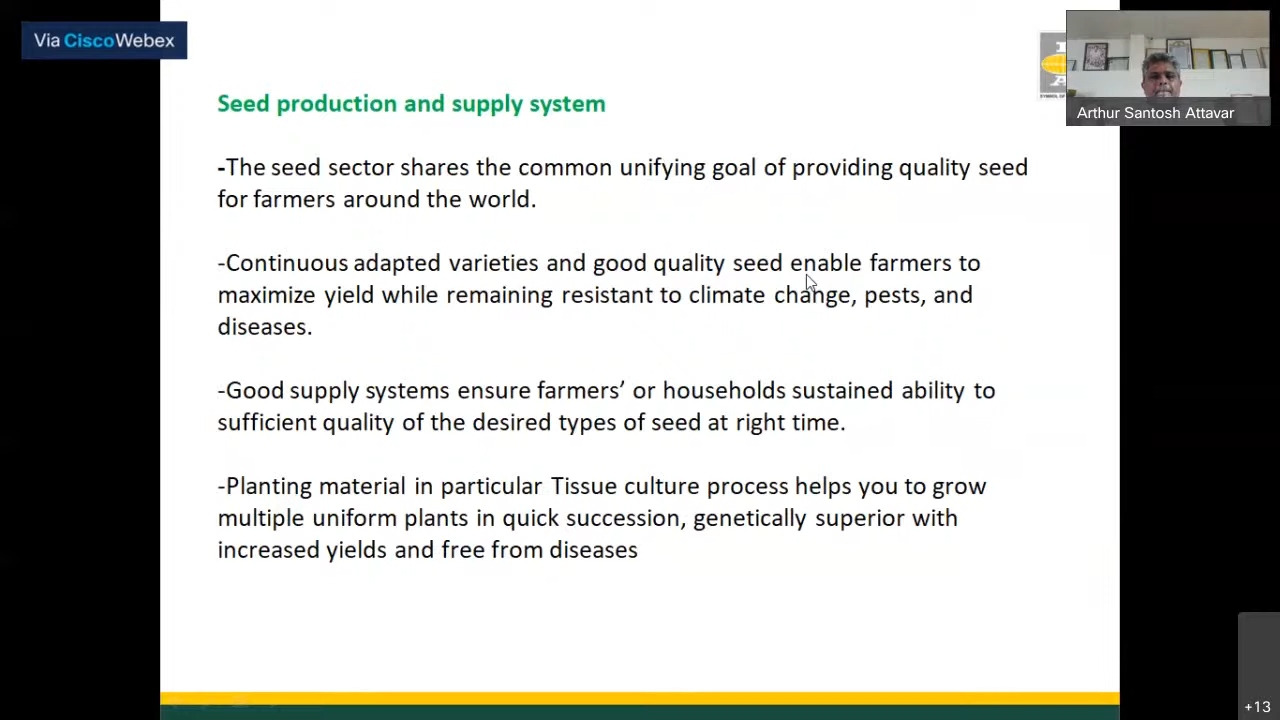 Via CiscoWebex
Arthur Santosh Attavar
Seed production and supply system
-The seed sector shares the common unifying goal of providing quality seed
for farmers around the world.
-Continuous adapted varieties and good quality seed enable farmers to
maximize yield while remaining resistant to climate change, pests, and
diseases.
-Good supply systems ensure farmers’ or households sustained ability to
sufficient quality of the desired types of seed at right time.
-Planting material in particular Tissue culture process helps you to grow
multiple uniform plants in quick succession, genetically superior with
increased yields and free from diseases
+13